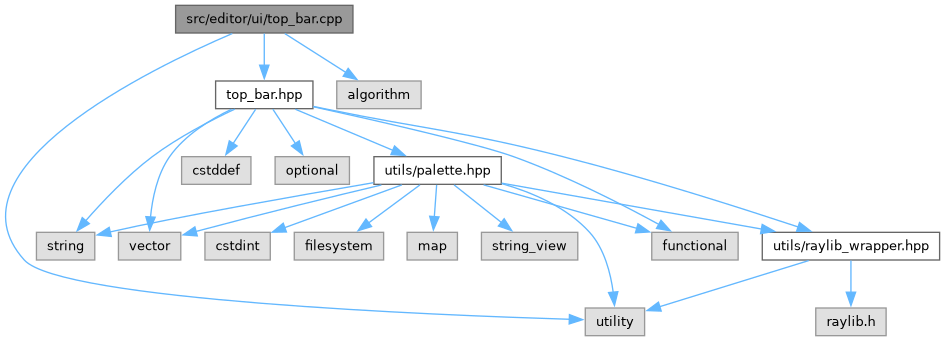 src/editor/ui/top_bar.cpp
top_bar.hpp
algorithm
cstddef
optional
utils/palette.hpp
string
vector
cstdint
filesystem
map
string_view
functional
utils/raylib_wrapper.hpp
utility
raylib.h